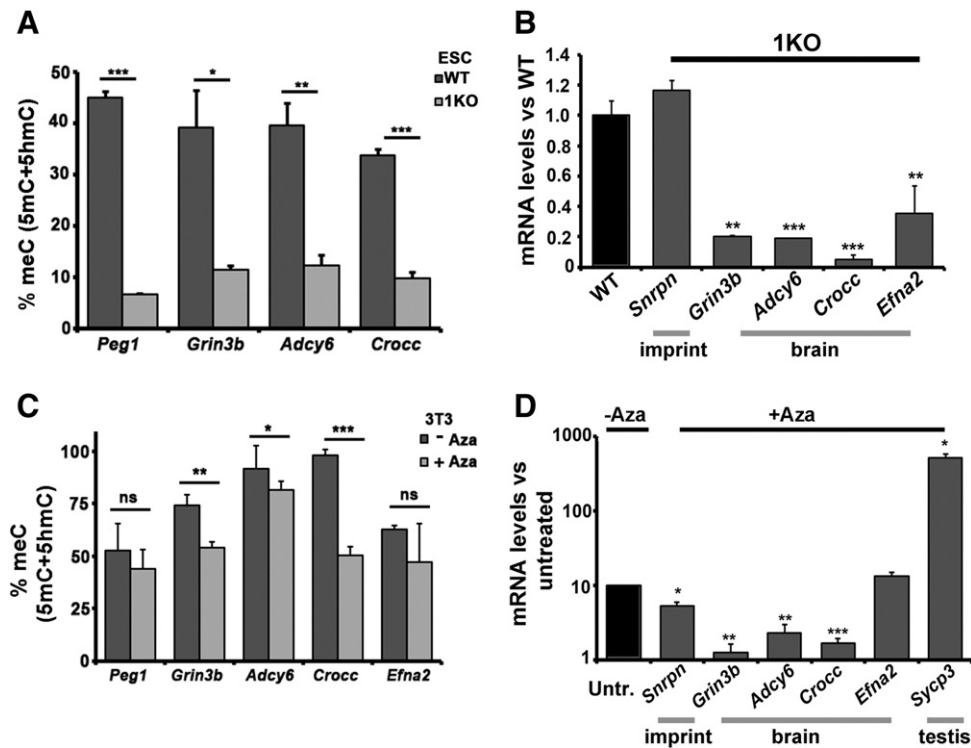 A
ESC
WT
1KO
***
*
**
***
50
40
30
20
10
0
% meC (5mC+5hmC)
Peg1 Grin3b Adcy6 Crocc
B
1KO
1.4
1.2
1.0
0.8
0.6
0.4
0.2
0
mRNA levels vs WT
**
***
***
**
WT Snrpn Grin3b Adcy6 Crocc Efna2
imprint brain
C
3T3
- Aza
+ Aza
ns
**
*
***
ns
100
75
50
25
0
% meC
(5mC+5hmC)
Peg1 Grin3b Adcy6 Crocc Efna2
D
-Aza +Aza
1000
100
10
1
mRNA levels vs
untreated
*
**
**
***
*
Untr. Snrpn Grin3b Adcy6 Crocc Efna2 Sycp3
imprint brain testis